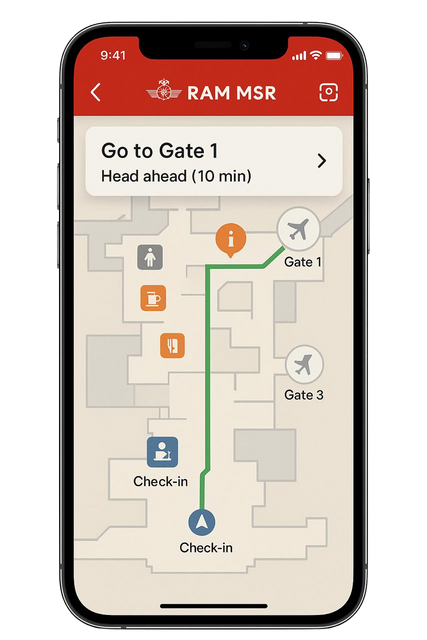 9:41
RAM MSR
Go to Gate 1
Head ahead (10 min)
i
Gate 1
Gate 3
Check-in
Check-in